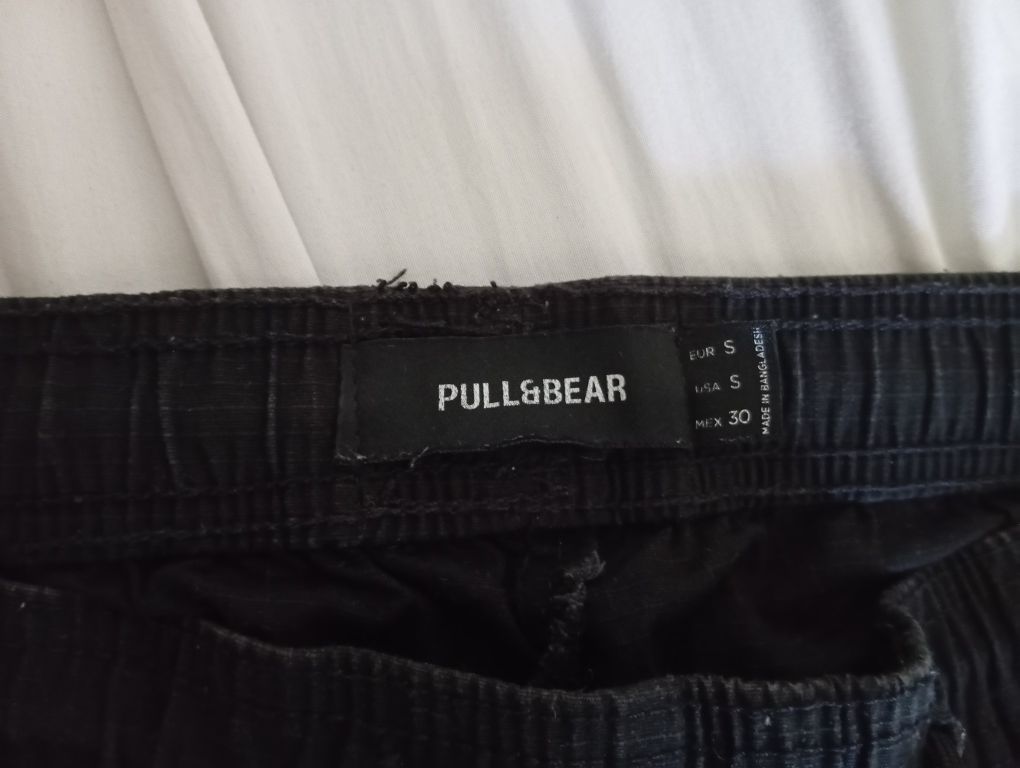 PULL&BEAR
EUR S
USA S
MEX 30
MADE IN BANGLADESH